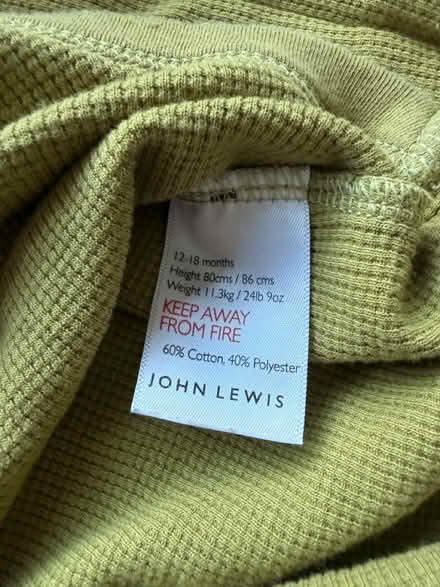 12-18 months
Height 80cms / 86 cms
Weight 11.3kg / 24lb 9oz
KEEP AWAY
FROM FIRE
60% Cotton, 40% Polyester
JOHN LEWIS